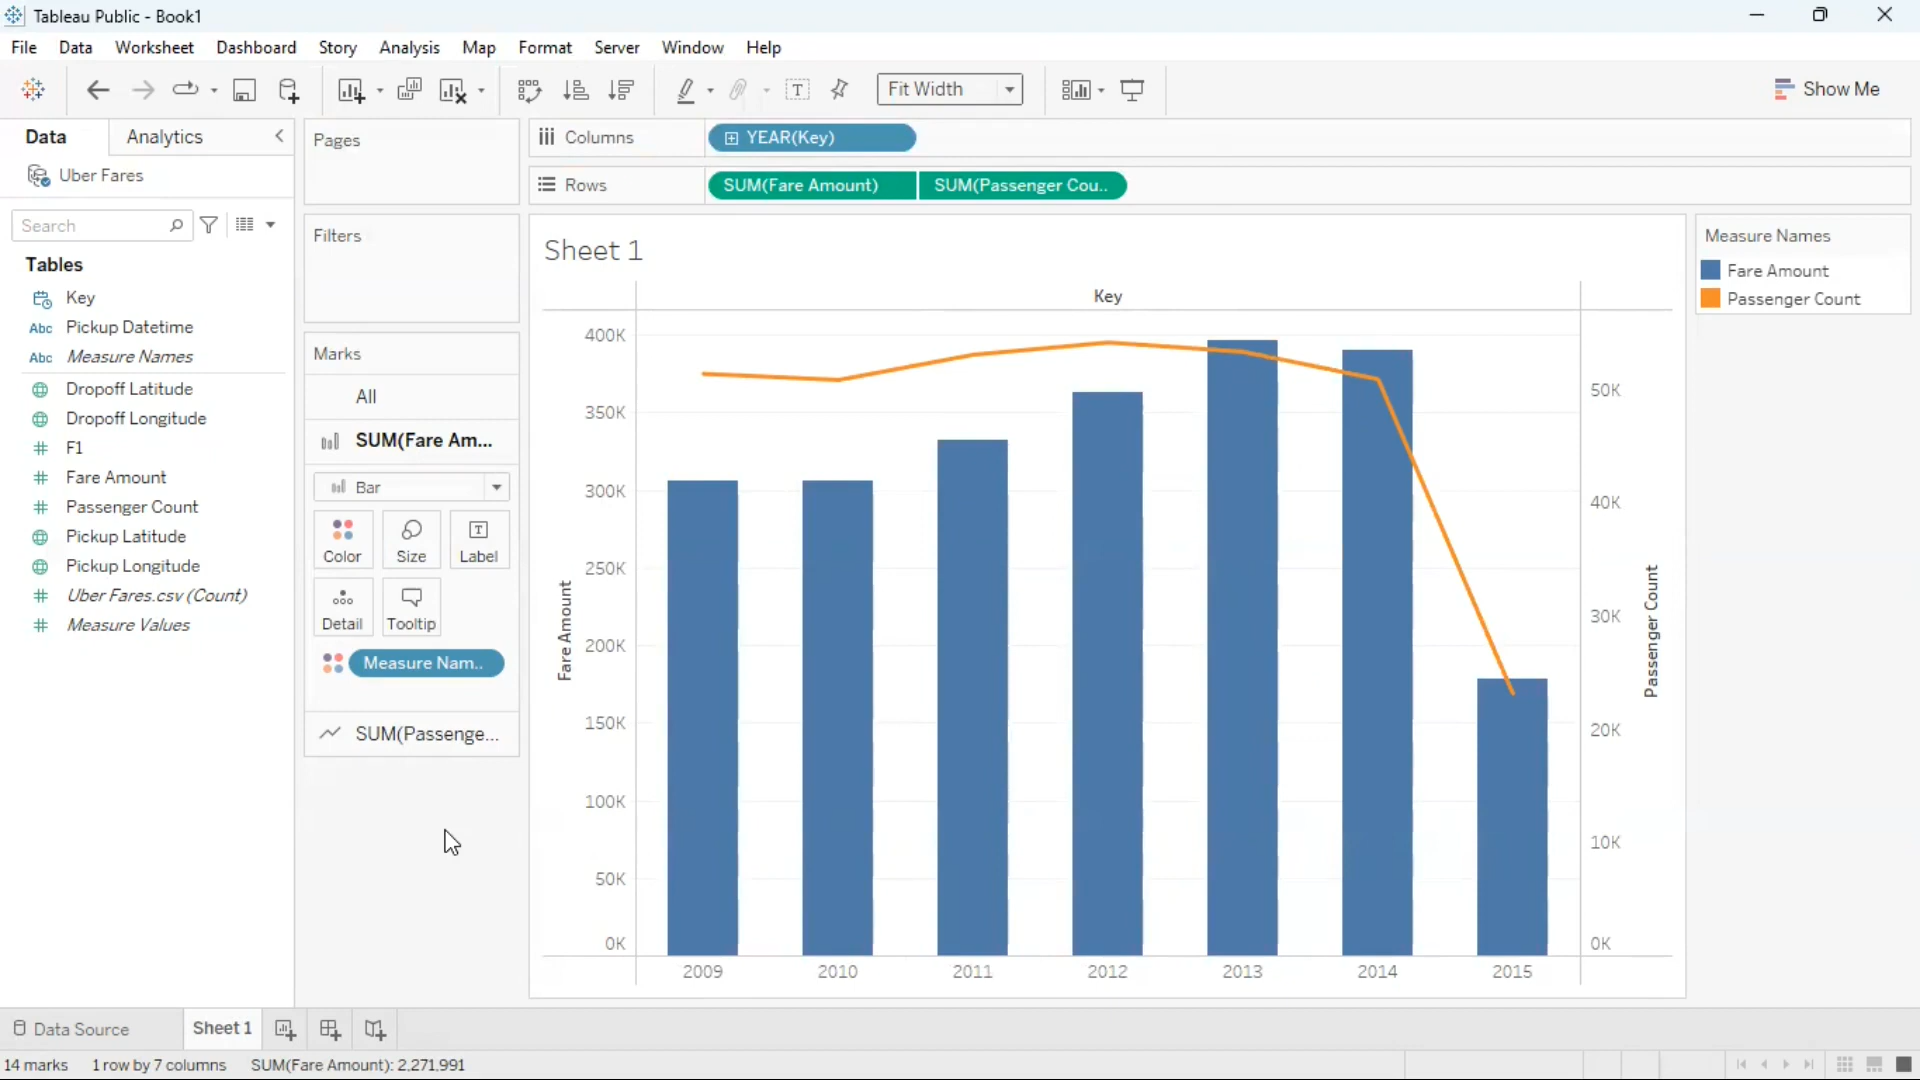 Tableau Public - Book1
File Data Worksheet Dashboard Story Analysis Map Format Server Window Help
Fit Width
Show Me
Data Analytics
Uber Fares
Search
Tables
Key
Abc Pickup Datetime
Abc Measure Names
Dropoff Latitude
Dropoff Longitude
F1
Fare Amount
Passenger Count
Pickup Latitude
Pickup Longitude
Uber Fares.csv (Count)
Measure Values
Pages
Filters
Marks
All
SUM(Fare Am...
Bar
Color Size Label
Detail Tooltip
Measure Nam..
SUM(Passenge...
Columns YEAR(Key)
Rows SUM(Fare Amount) SUM(Passenger Cou..
Sheet 1
Key
400K
350K
300K
250K
200K
150K
100K
50K
0K
Fare Amount
50K
40K
30K
20K
10K
0K
Passenger Count
2009 2010 2011 2012 2013 2014 2015
Measure Names
Fare Amount
Passenger Count
Data Source Sheet 1
14 marks 1 row by 7 columns SUM(Fare Amount): 2,271,991